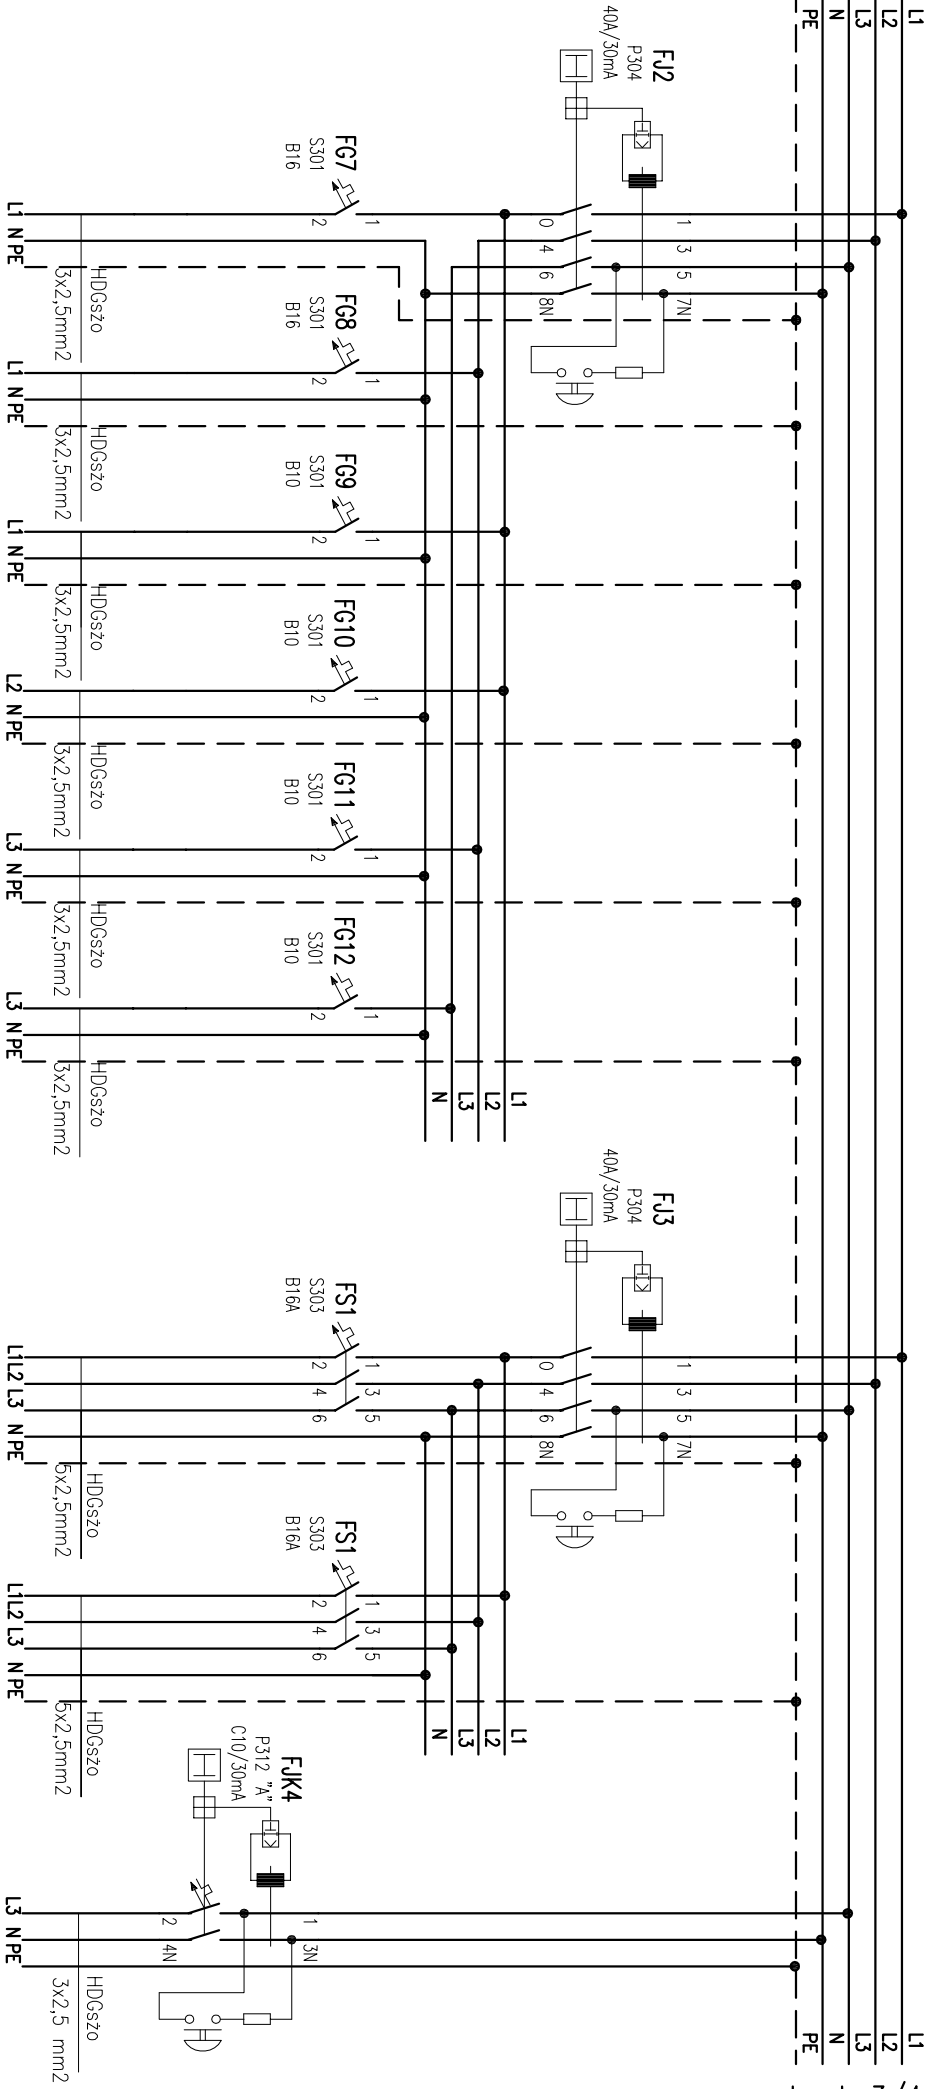 L1
L2
L3
N
PE
FJ2
P304
40A/30mA
1
3
5
7N
0
4
6
8N
FG7
S301
B16
1
2
L1 N PE
HDGsżo
3x2,5mm2
FG8
S301
B16
1
2
L1 N PE
HDGsżo
3x2,5mm2
FG9
S301
B10
1
2
L1 N PE
HDGsżo
3x2,5mm2
FG10
S301
B10
1
2
L2 N PE
HDGsżo
3x2,5mm2
FG11
S301
B10
1
2
L3 N PE
HDGsżo
3x2,5mm2
FG12
S301
B10
1
2
L3 N PE
HDGsżo
3x2,5mm2
L1
L2
L3
N
FJ3
P304
40A/30mA
1
3
5
7N
0
4
6
8N
FS1
S303
B16A
1
3
5
2
4
6
L1 L2 L3 N PE
HDGsżo
5x2,5mm2
FS1
S303
B16A
1
3
5
2
4
6
L1 L2 L3 N PE
HDGsżo
5x2,5mm2
L1
L2
L3
N
FJK4
P312 "A"
C10/30mA
1
3N
2
4N
L3 N PE
HDGsżo
3x2,5 mm2
L1
L2
L3
N
PE